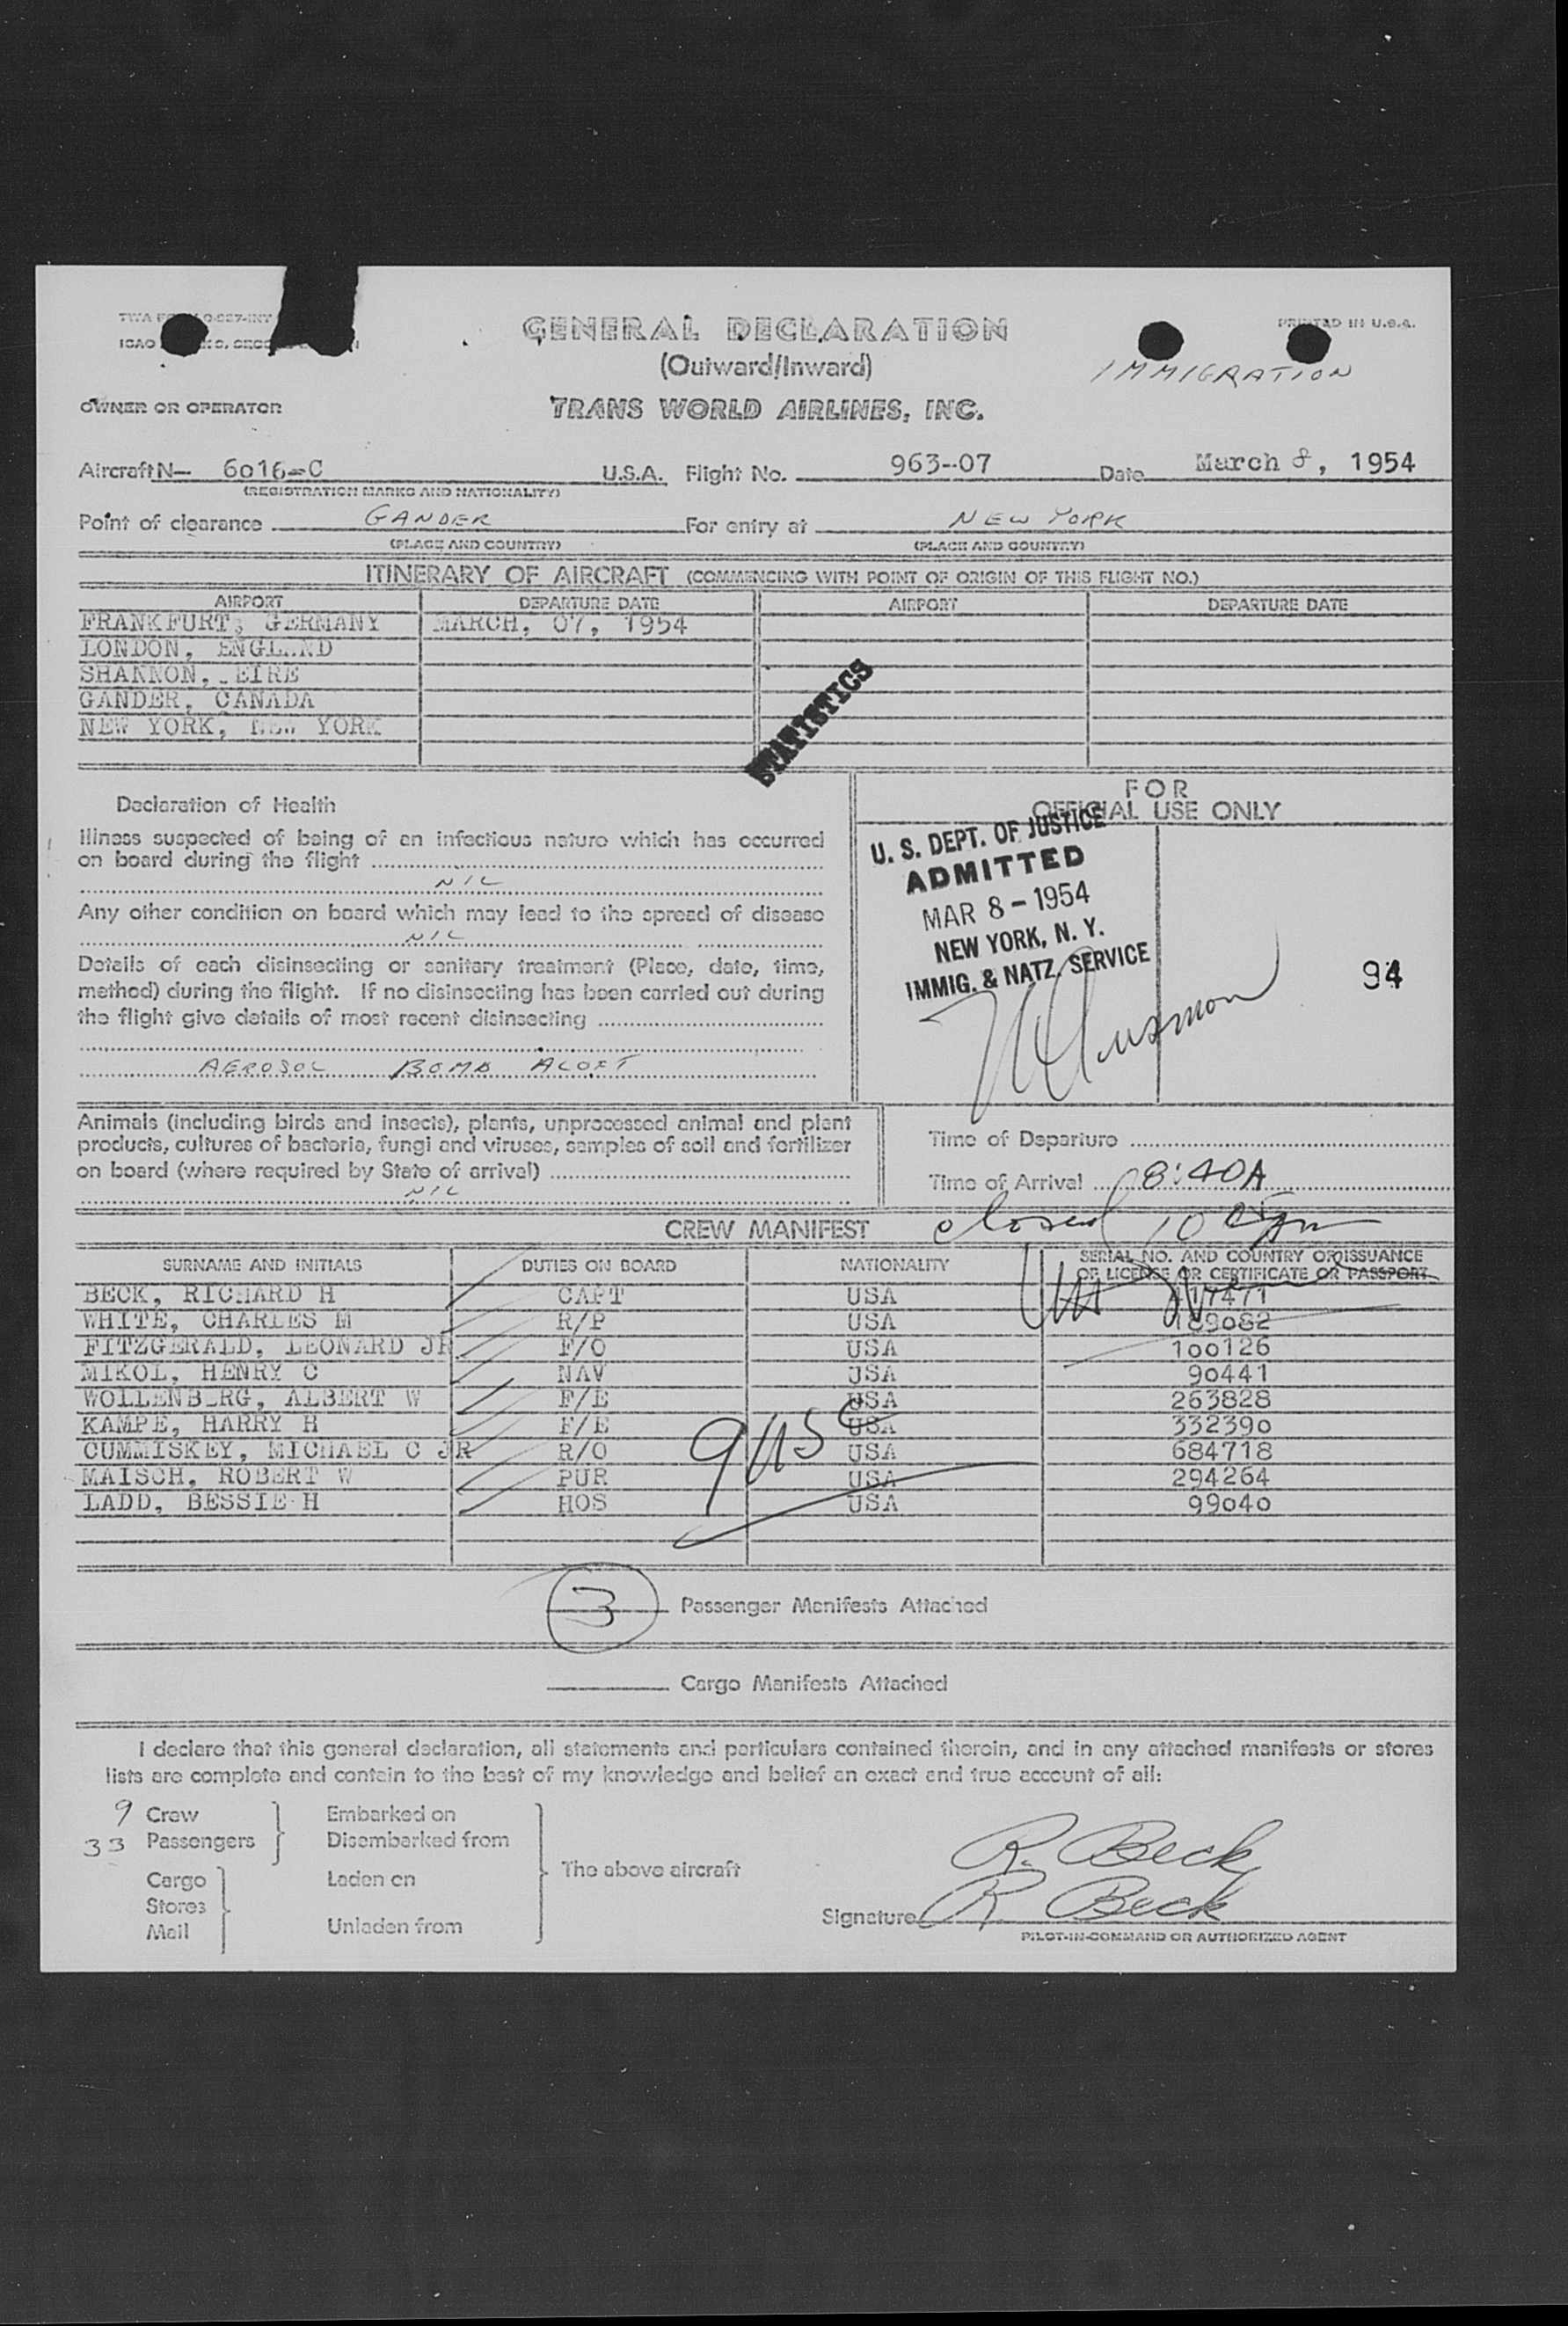 GENERAL DECLARATION
PRINTED IN U.S.A.
(Outward/Inward)
IMMIGRATION
OWNER OR OPERATOR
TRANS WORLD AIRLINES, INC.
Aircraft N— 6016-C U.S.A. Flight No. 963--07 Date March 8, 1954
(REGISTRATION MARKS AND NATIONALITY)
Point of clearance GANDER For entry at NEW YORK
(PLACE AND COUNTRY) (PLACE AND COUNTRY)
ITINERARY OF AIRCRAFT (COMMENCING WITH POINT OF ORIGIN OF THIS FLIGHT NO.)
AIRPORT DEPARTURE DATE AIRPORT DEPARTURE DATE
FRANKFURT, GERMANY MARCH, 07, 1954
LONDON, ENGLAND
SHANNON, EIRE
GANDER, CANADA
NEW YORK, NEW YORK
STATISTICS
Declaration of Health
Illness suspected of being of an infectious nature which has occurred
on board during the flight
NIL
Any other condition on board which may lead to the spread of disease
NIL
Details of each disinsecting or sanitary treatment (Place, date, time,
method) during the flight. If no disinsecting has been carried out during
the flight give details of most recent disinsecting
AEROSOL BOMB ALOFT
FOR
OFFICIAL USE ONLY
U. S. DEPT. OF JUSTICE
ADMITTED
MAR 8 - 1954
NEW YORK, N. Y.
IMMIG. & NATZ. SERVICE
94
Animals (including birds and insects), plants, unprocessed animal and plant
products, cultures of bacteria, fungi and viruses, samples of soil and fertilizer
on board (where required by State of arrival)
NIL
Time of Departure
Time of Arrival 08:40A
closed 10
CREW MANIFEST
SURNAME AND INITIALS DUTIES ON BOARD NATIONALITY SERIAL NO. AND COUNTRY OF ISSUANCE
OF LICENSE OR CERTIFICATE OR PASSPORT
BECK, RICHARD H CAPT USA
WHITE, CHARLES M R/P USA 189082
FITZGERALD, LEONARD JR F/O USA 100126
MIKOL, HENRY C NAV USA 90441
WOLLENBERG, ALBERT W F/E USA 263828
KAMPE, HARRY H F/E USA 332390
CUMMISKEY, MICHAEL C JR R/O USA 684718
MAISCH, ROBERT W PUR USA 294264
LADD, BESSIE H HOS USA 99040
9 USC
3 Passenger Manifests Attached
Cargo Manifests Attached
I declare that this general declaration, all statements and particulars contained therein, and in any attached manifests or stores
lists are complete and contain to the best of my knowledge and belief an exact and true account of all:
9 Crew
33 Passengers
Cargo
Stores
Mail
Embarked on
Disembarked from
Laden on
Unladen from
The above aircraft
R. Beck
Signature R Beck
PILOT-IN-COMMAND OR AUTHORIZED AGENT